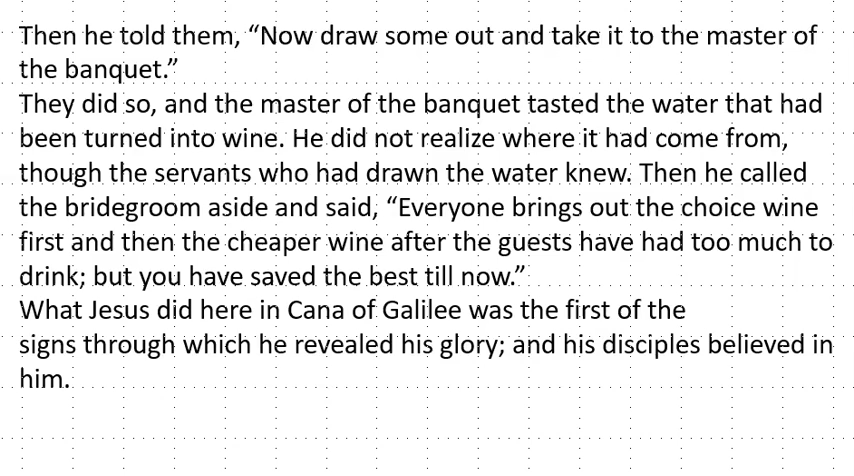 Then he told them, “Now draw some out and take it to the master of
the banquet.”
They did so, and the master of the banquet tasted the water that had
been turned into wine. He did not realize where it had come from,
though the servants who had drawn the water knew. Then he called
the bridegroom aside and said, “Everyone brings out the choice wine
first and then the cheaper wine after the guests have had too much to
drink; but you have saved the best till now.”
What Jesus did here in Cana of Galilee was the first of the
signs through which he revealed his glory; and his disciples believed in
him.